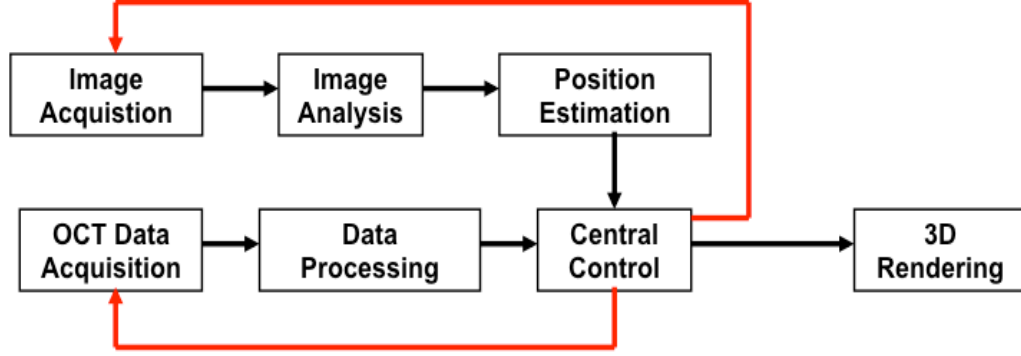 Image
Acquistion
Image
Analysis
Position
Estimation
OCT Data
Acquisition
Data
Processing
Central
Control
3D
Rendering